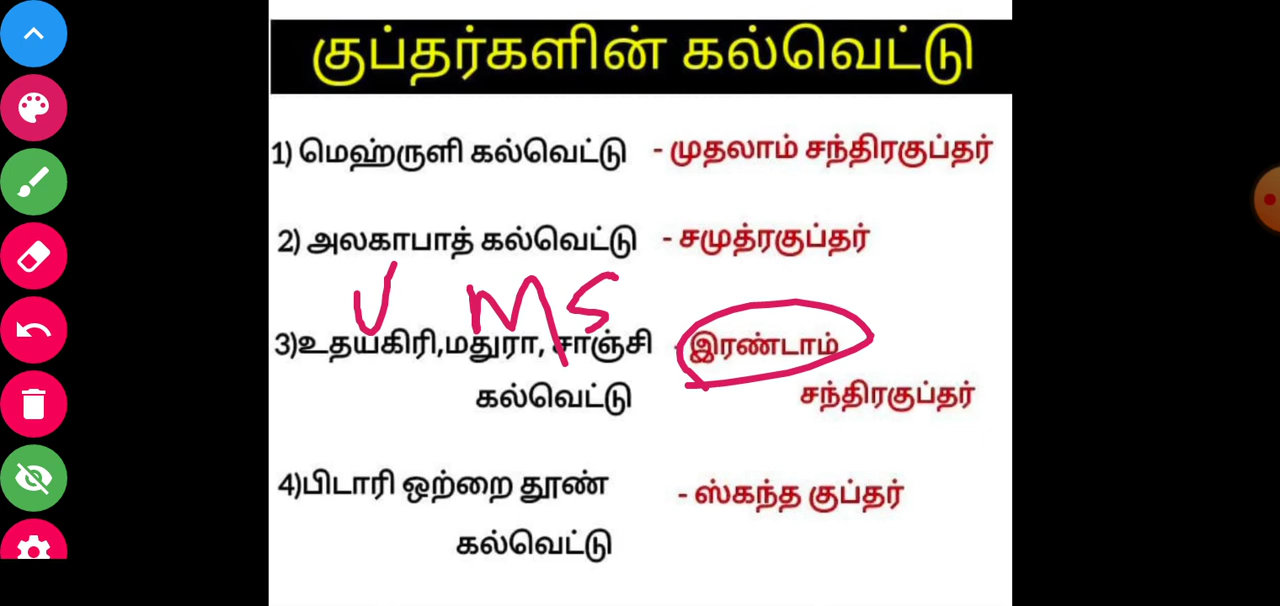 குப்தர்களின் கல்வெட்டு
1) மெஹ்ருளி கல்வெட்டு - முதலாம் சந்திரகுப்தர்
2) அலகாபாத் கல்வெட்டு - சமுத்ரகுப்தர்
U M S
3)உதயகிரி,மதுரா, சாஞ்சி - இரண்டாம்
கல்வெட்டு சந்திரகுப்தர்
4)பிடாரி ஒற்றை தூண் - ஸ்கந்த குப்தர்
கல்வெட்டு